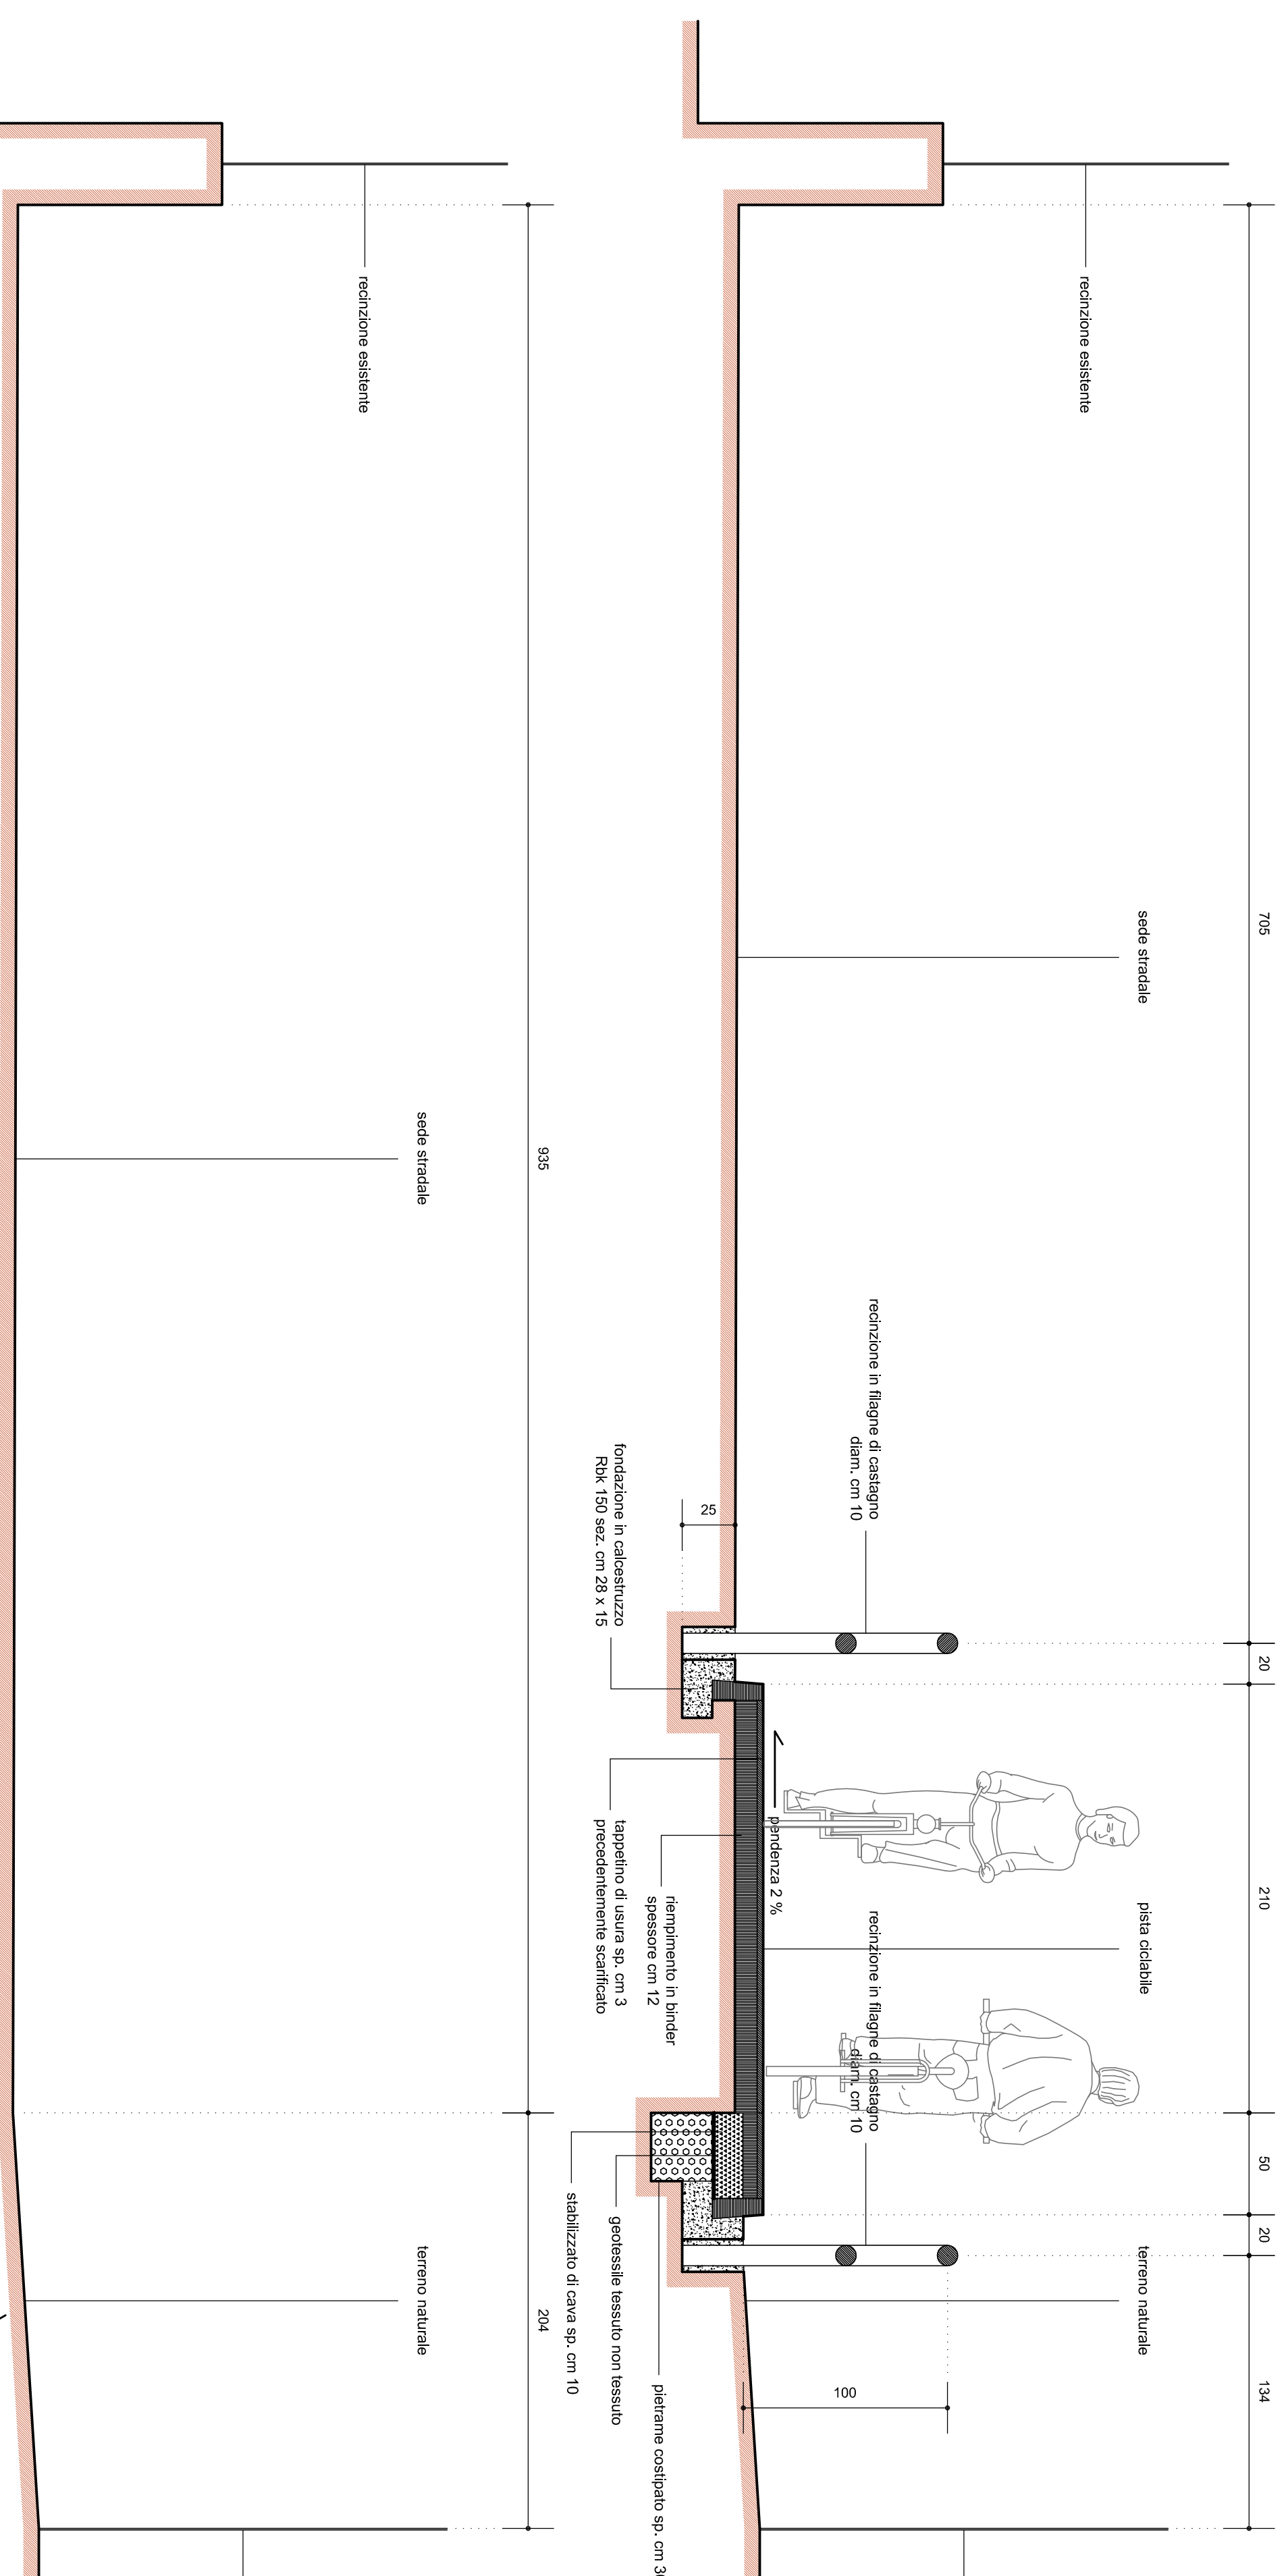 705
20
210
50
20
134
sede stradale
pista ciclabile
terreno naturale
recinzione esistente
recinzione in filagne di castagno
diam. cm 10
recinzione in filagne di castagno
diam. cm 10
100
pendenza 2 %
25
fondazione in calcestruzzo
Rbk 150 sez. cm 28 x 15
riempimento in binder
spessore cm 12
tappetino di usura sp. cm 3
precedentemente scarificato
pietrame costipato sp. cm 30
geotessile tessuto non tessuto
stabilizzato di cava sp. cm 10
935
204
sede stradale
terreno naturale
recinzione esistente